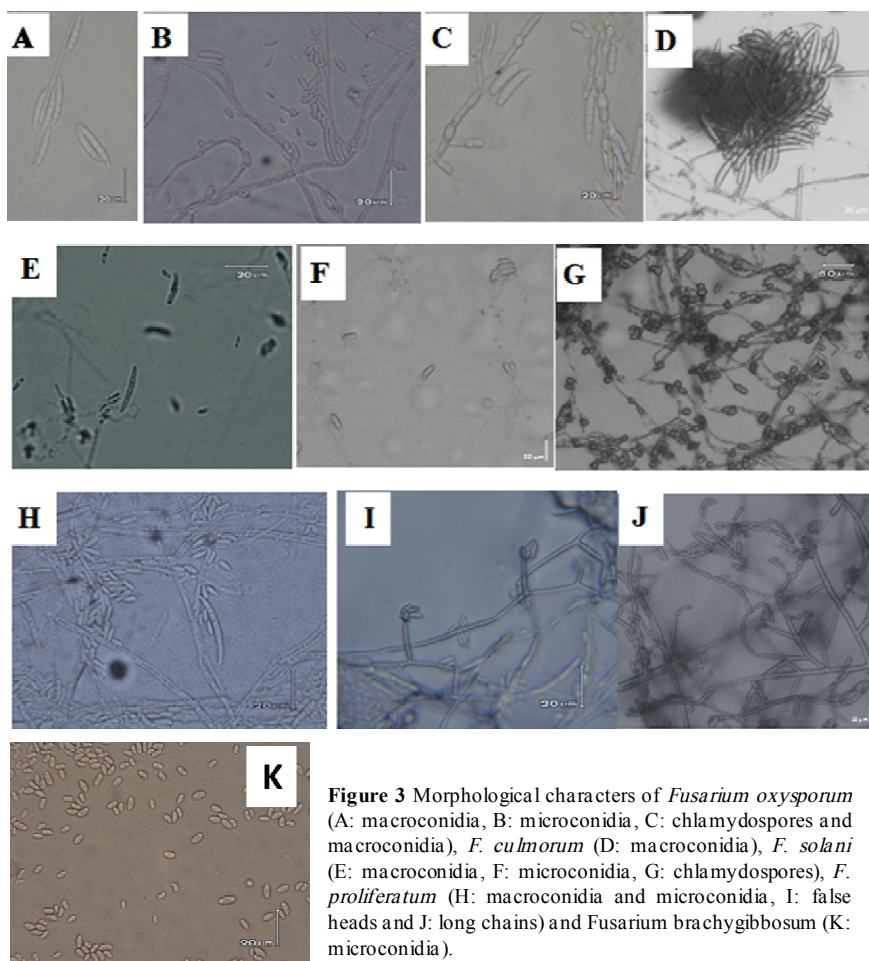 A
B
C
D
20 µm
20 µm
20 µm
20 µm
E
F
G
20 µm
20 µm
H
I
J
20 µm
20 µm
K
20 µm
Figure 3 Morphological characters of Fusarium oxysporum
(A: macroconidia, B: microconidia, C: chlamydospores and
macroconidia), F. culmorum (D: macroconidia), F. solani
(E: macroconidia, F: microconidia, G: chlamydospores), F.
proliferatum (H: macroconidia and microconidia, I: false
heads and J: long chains) and Fusarium brachygibbosum (K:
microconidia).